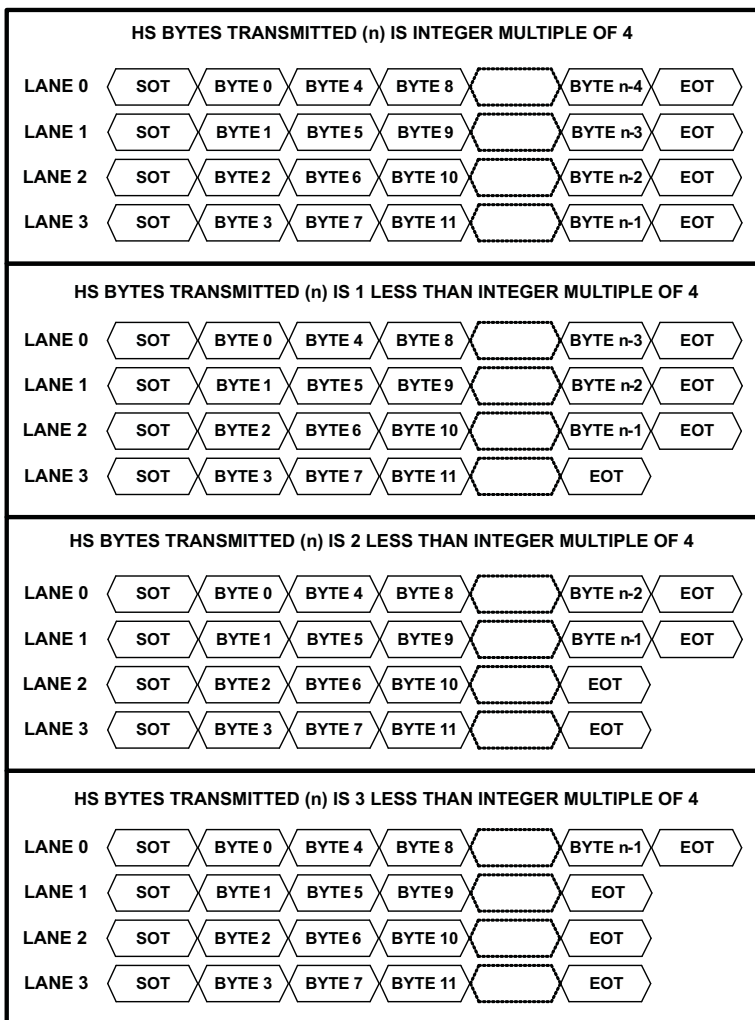 HS BYTES TRANSMITTED (n) IS INTEGER MULTIPLE OF 4
LANE 0 SOT BYTE 0 BYTE 4 BYTE 8 BYTE n-4 EOT
LANE 1 SOT BYTE 1 BYTE 5 BYTE 9 BYTE n-3 EOT
LANE 2 SOT BYTE 2 BYTE 6 BYTE 10 BYTE n-2 EOT
LANE 3 SOT BYTE 3 BYTE 7 BYTE 11 BYTE n-1 EOT
HS BYTES TRANSMITTED (n) IS 1 LESS THAN INTEGER MULTIPLE OF 4
LANE 0 SOT BYTE 0 BYTE 4 BYTE 8 BYTE n-3 EOT
LANE 1 SOT BYTE 1 BYTE 5 BYTE 9 BYTE n-2 EOT
LANE 2 SOT BYTE 2 BYTE 6 BYTE 10 BYTE n-1 EOT
LANE 3 SOT BYTE 3 BYTE 7 BYTE 11 EOT
HS BYTES TRANSMITTED (n) IS 2 LESS THAN INTEGER MULTIPLE OF 4
LANE 0 SOT BYTE 0 BYTE 4 BYTE 8 BYTE n-2 EOT
LANE 1 SOT BYTE 1 BYTE 5 BYTE 9 BYTE n-1 EOT
LANE 2 SOT BYTE 2 BYTE 6 BYTE 10 EOT
LANE 3 SOT BYTE 3 BYTE 7 BYTE 11 EOT
HS BYTES TRANSMITTED (n) IS 3 LESS THAN INTEGER MULTIPLE OF 4
LANE 0 SOT BYTE 0 BYTE 4 BYTE 8 BYTE n-1 EOT
LANE 1 SOT BYTE 1 BYTE 5 BYTE 9 EOT
LANE 2 SOT BYTE 2 BYTE 6 BYTE 10 EOT
LANE 3 SOT BYTE 3 BYTE 7 BYTE 11 EOT